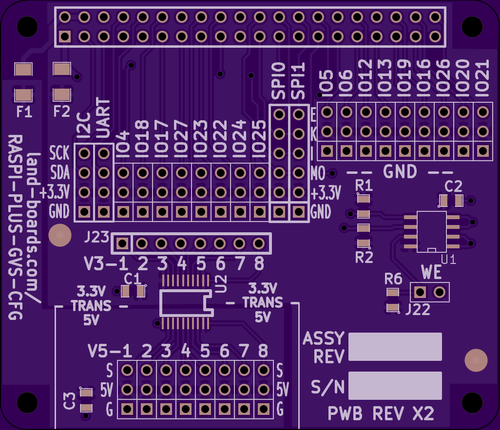 F1
F2
I2C
UART
IO4
IO18
IO17
IO27
IO23
IO22
IO24
IO25
SPI0
SPI1
IO5
IO6
IO12
IO13
IO19
IO16
IO26
IO20
IO21
SCK
SDA
+3.3V
GND
E
K
I
MO
+3.3V
GND
-- GND --
R1
R2
C2
U1
land-boards.com/
RASPI-PLUS-GVS-CFG
J23
V3-1 2 3 4 5 6 7 8
C1
U2
3.3V
TRANS
5V
3.3V
TRANS
5V
R6
WE
J22
V5-1 2 3 4 5 6 7 8
S
5V
G
S
5V
G
C3
ASSY
REV
S/N
PWB REV X2